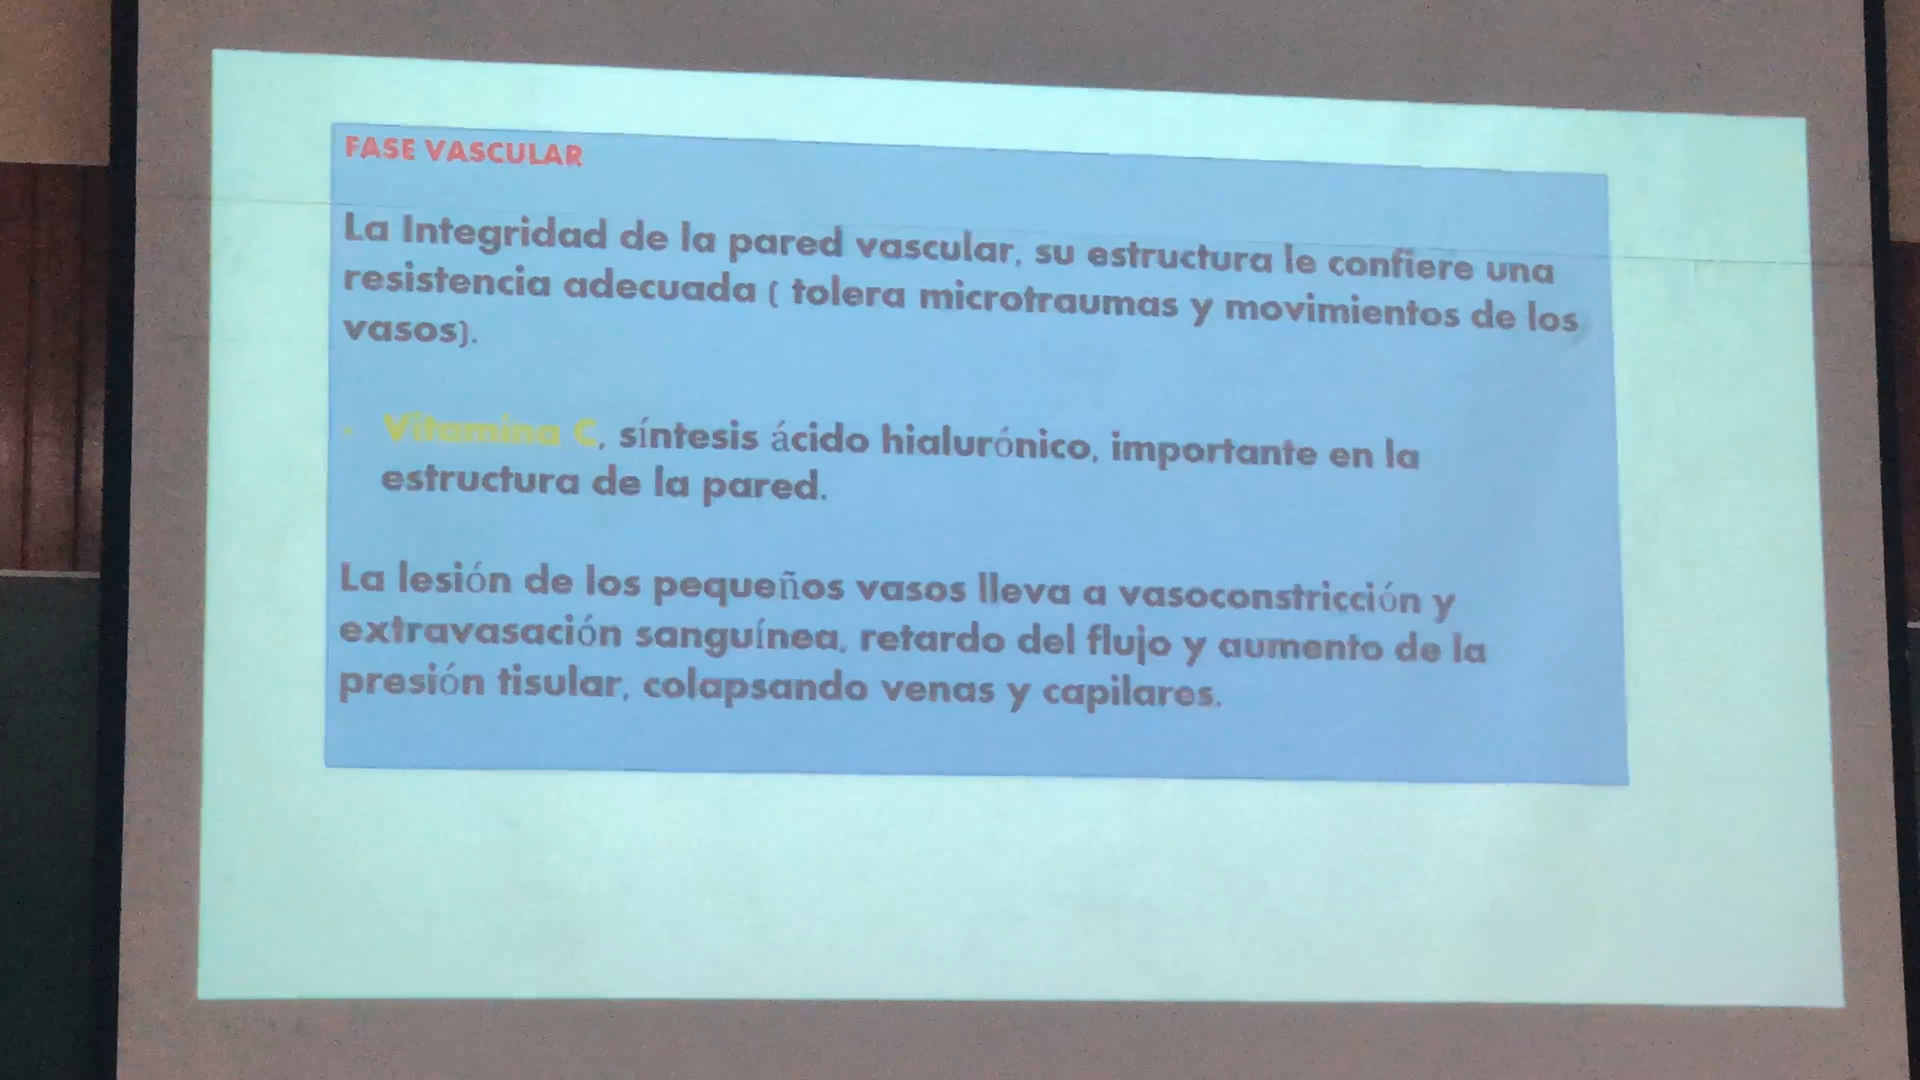 FASE VASCULAR
La Integridad de la pared vascular, su estructura le confiere una
resistencia adecuada ( tolera microtraumas y movimientos de los
vasos).
- Vitamina C, síntesis ácido hialurónico, importante en la
estructura de la pared.
La lesión de los pequeños vasos lleva a vasoconstricción y
extravasación sanguínea, retardo del flujo y aumento de la
presión tisular, colapsando venas y capilares.